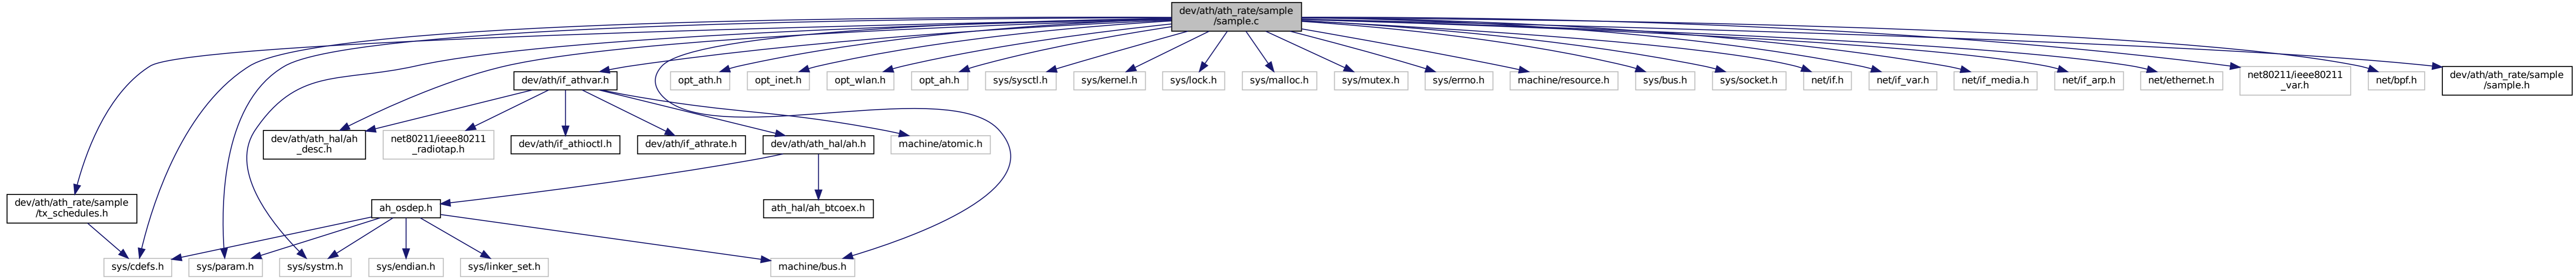 dev/ath/ath_rate/sample
/sample.c
dev/ath/if_athvar.h
opt_ath.h
opt_inet.h
opt_wlan.h
opt_ah.h
sys/sysctl.h
sys/kernel.h
sys/lock.h
sys/malloc.h
sys/mutex.h
sys/errno.h
machine/resource.h
sys/bus.h
sys/socket.h
net/if.h
net/if_var.h
net/if_media.h
net/if_arp.h
net/ethernet.h
net80211/ieee80211
_var.h
net/bpf.h
dev/ath/ath_rate/sample
/sample.h
dev/ath/ath_hal/ah
_desc.h
net80211/ieee80211
_radiotap.h
dev/ath/if_athioctl.h
dev/ath/if_athrate.h
dev/ath/ath_hal/ah.h
machine/atomic.h
dev/ath/ath_rate/sample
/tx_schedules.h
ah_osdep.h
ath_hal/ah_btcoex.h
sys/cdefs.h
sys/param.h
sys/systm.h
sys/endian.h
sys/linker_set.h
machine/bus.h